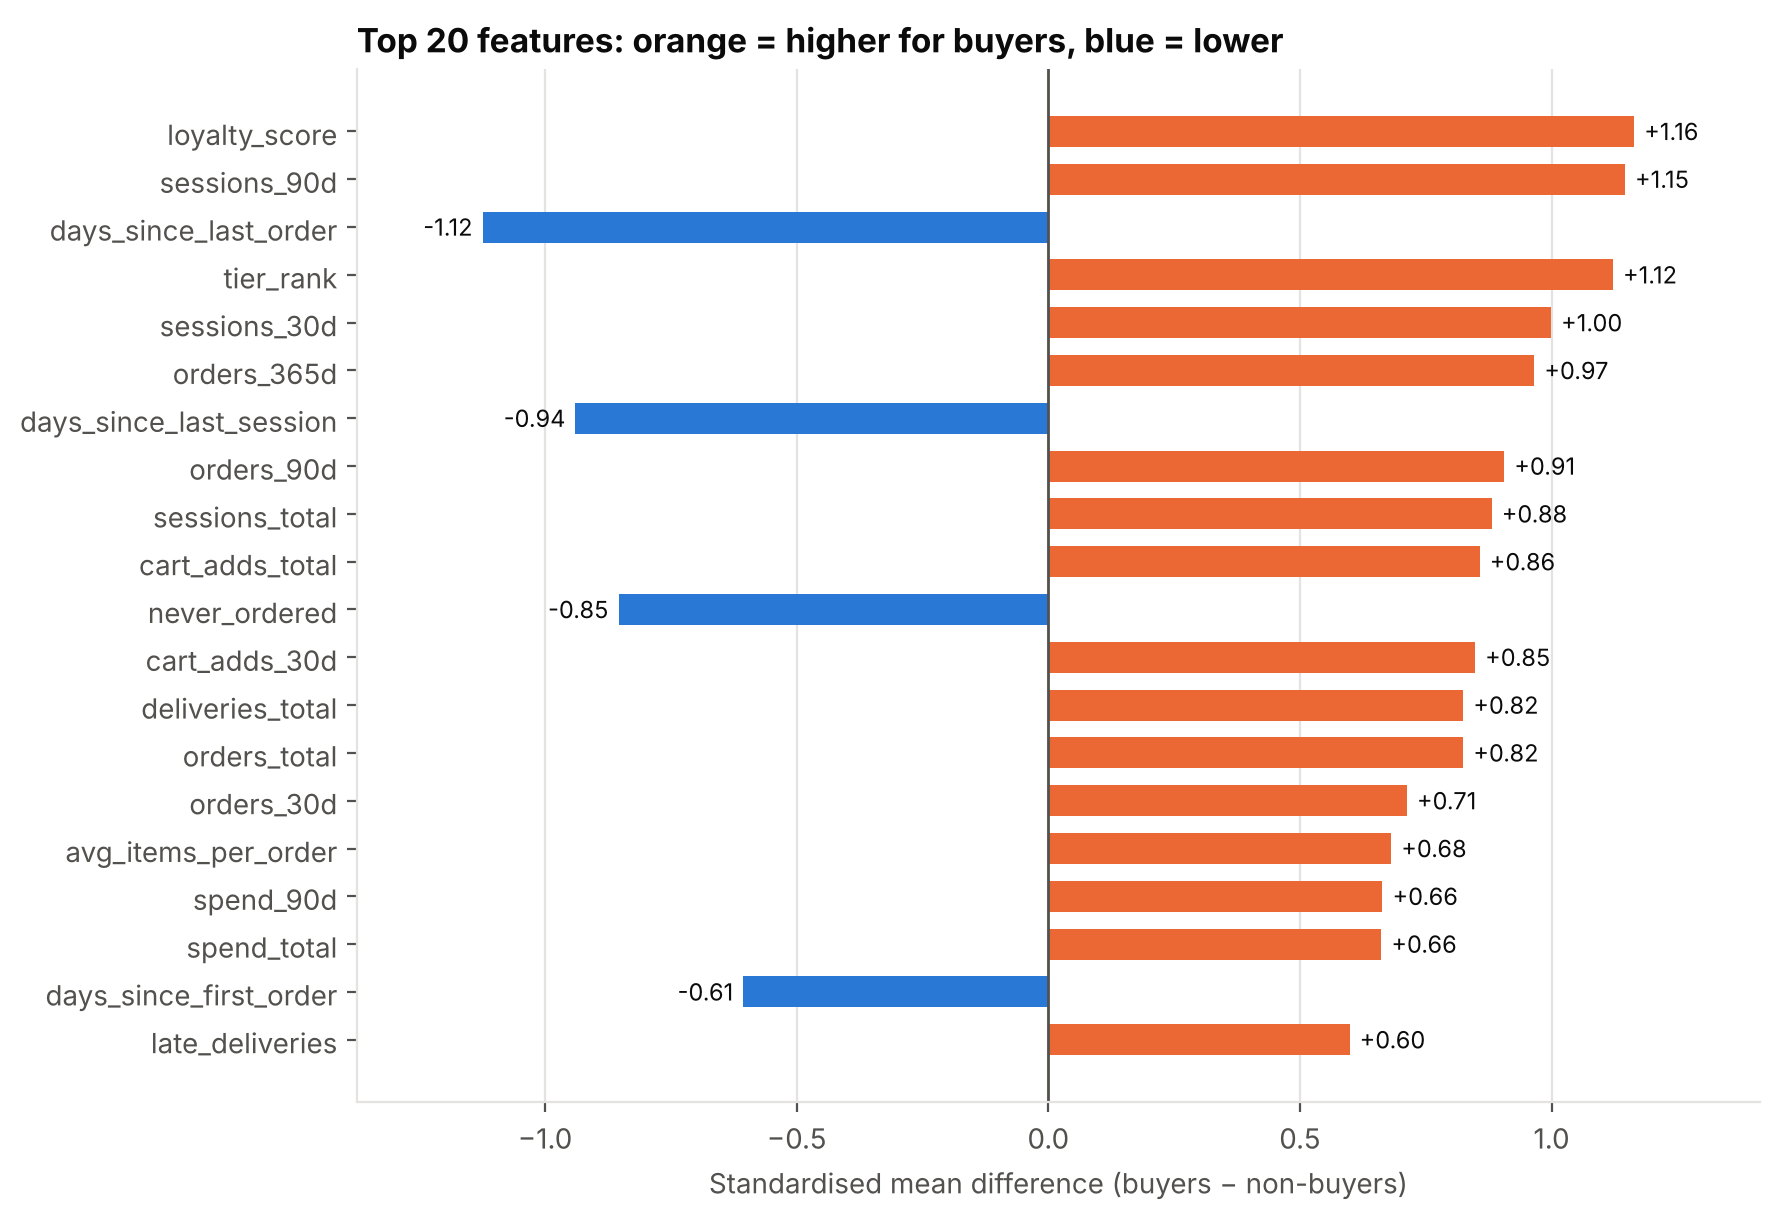 Top 20 features: orange = higher for buyers, blue = lower
loyalty_score +1.16
sessions_90d +1.15
days_since_last_order -1.12
tier_rank +1.12
sessions_30d +1.00
orders_365d +0.97
days_since_last_session -0.94
orders_90d +0.91
sessions_total +0.88
cart_adds_total +0.86
never_ordered -0.85
cart_adds_30d +0.85
deliveries_total +0.82
orders_total +0.82
orders_30d +0.71
avg_items_per_order +0.68
spend_90d +0.66
spend_total +0.66
days_since_first_order -0.61
late_deliveries +0.60
−1.0 −0.5 0.0 0.5 1.0
Standardised mean difference (buyers − non-buyers)